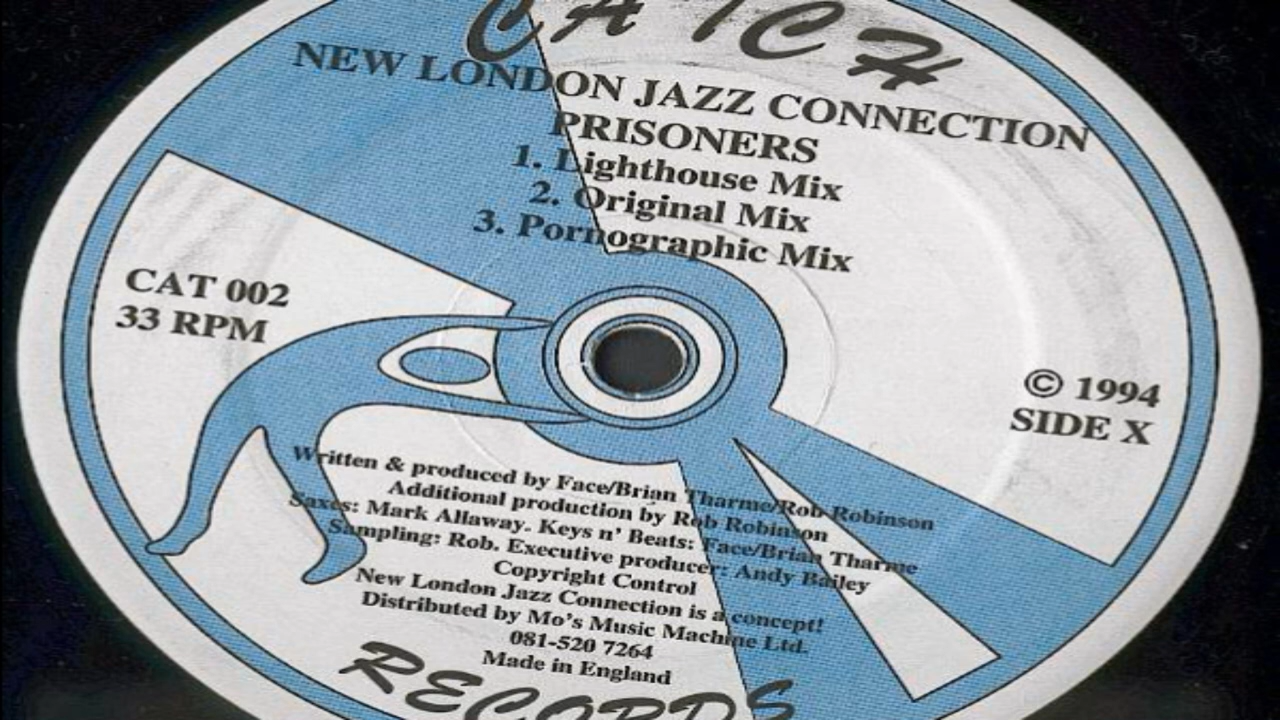 CATCH
NEW LONDON JAZZ CONNECTION
PRISONERS
1. Lighthouse Mix
2. Original Mix
3. Pornographic Mix
CAT 002
33 RPM
© 1994
SIDE X
Written & produced by Face/Brian Tharme/Rob Robinson
Additional production by Rob Robinson
Saxes: Mark Allaway. Keys n' Beats: Face/Brian Tharme
Sampling: Rob. Executive producer: Andy Bailey
Copyright Control
New London Jazz Connection is a concept!
Distributed by Mo's Music Machine Ltd.
081-520 7264
Made in England
RECORDS